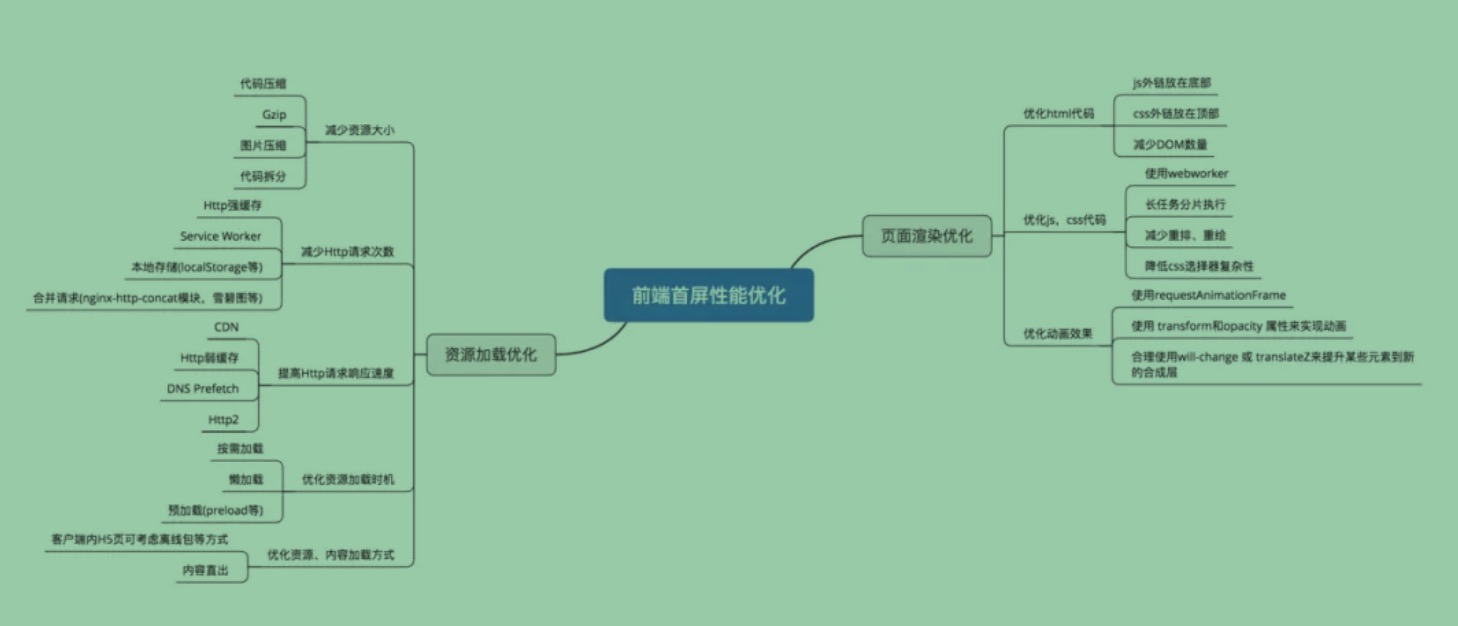 前端首屏性能优化
页面渲染优化
优化html代码
js外链放在底部
css外链放在顶部
减少DOM数量
优化js，css代码
使用webworker
长任务分片执行
减少重排、重绘
降低css选择器复杂性
优化动画效果
使用requestAnimationFrame
使用 transform和opacity 属性来实现动画
合理使用will-change 或 translateZ来提升某些元素到新
的合成层
资源加载优化
减少资源大小
代码压缩
Gzip
图片压缩
代码拆分
减少Http请求次数
Http强缓存
Service Worker
本地存储(localStorage等)
合并请求(nginx-http-concat模块，雪碧图等)
提高Http请求响应速度
CDN
Http弱缓存
DNS Prefetch
Http2
优化资源加载时机
按需加载
懒加载
预加载(preload等)
优化资源、内容加载方式
客户端内H5页可考虑离线包等方式
内容直出